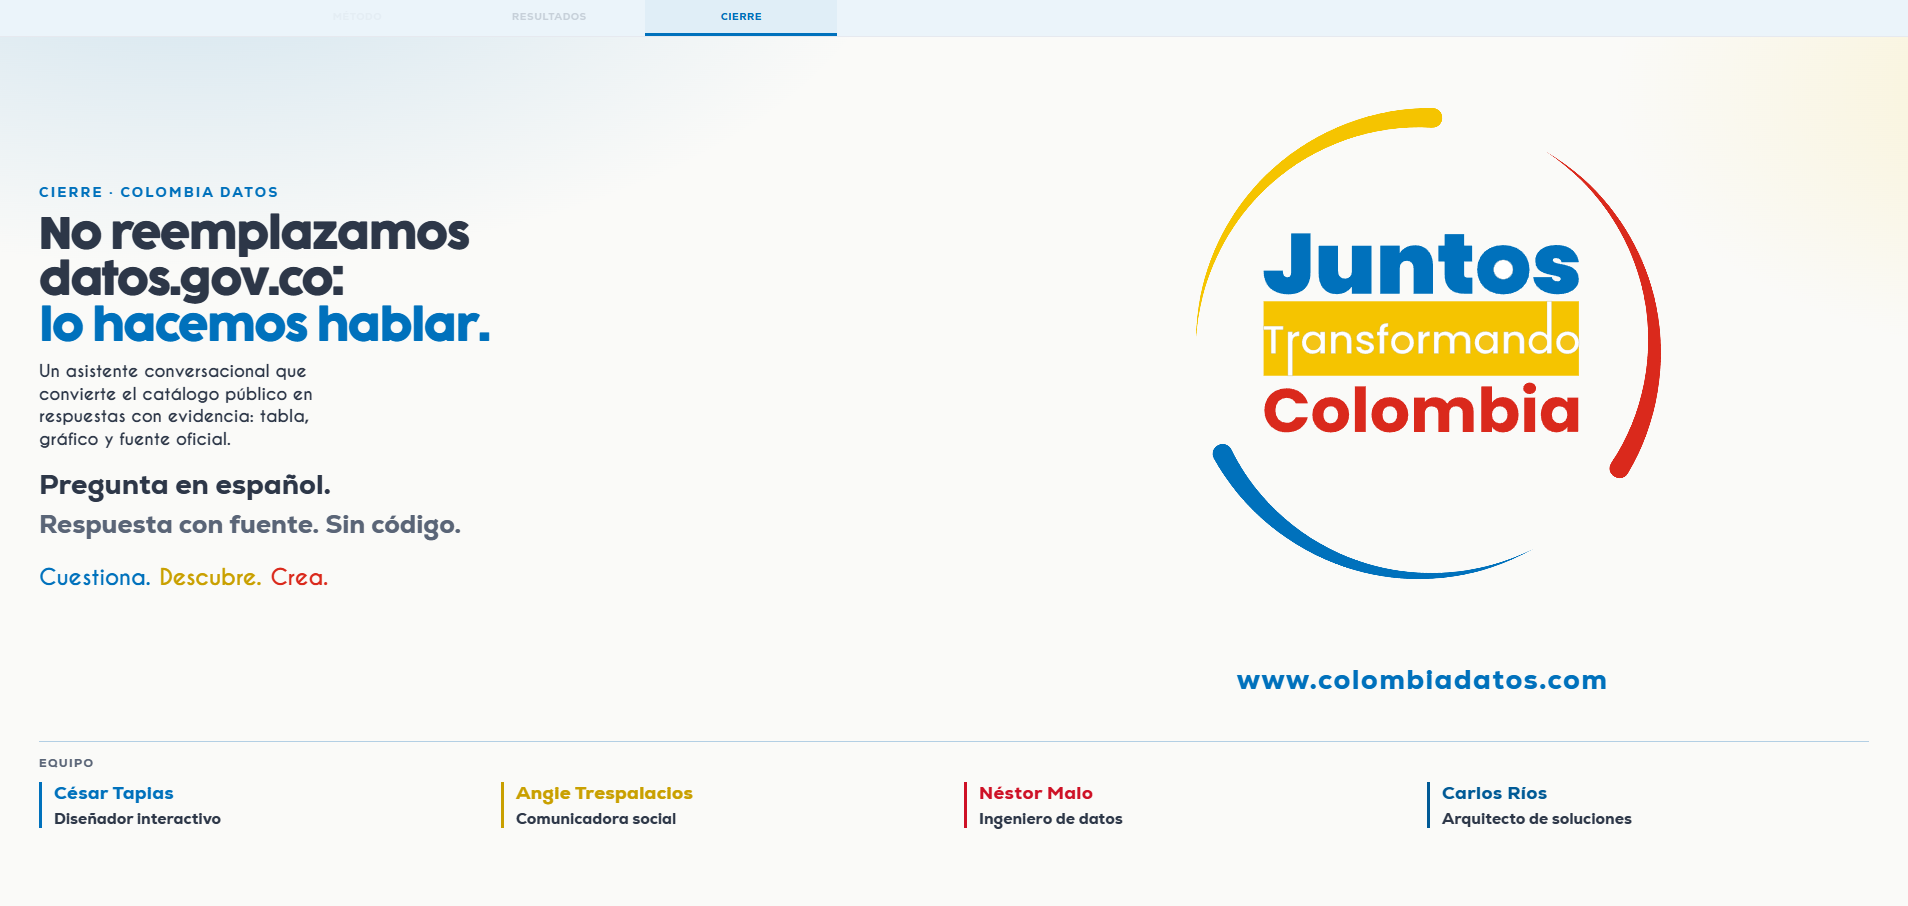 MÉTODO
RESULTADOS
CIERRE
CIERRE · COLOMBIA DATOS
No reemplazamos
datos.gov.co:
lo hacemos hablar.
Un asistente conversacional que
convierte el catálogo público en
respuestas con evidencia: tabla,
gráfico y fuente oficial.
Pregunta en español.
Respuesta con fuente. Sin código.
Cuestiona. Descubre. Crea.
Juntos
Transformando
Colombia
www.colombiadatos.com
EQUIPO
César Tapias
Diseñador interactivo
Angie Trespalacios
Comunicadora social
Néstor Malo
Ingeniero de datos
Carlos Ríos
Arquitecto de soluciones